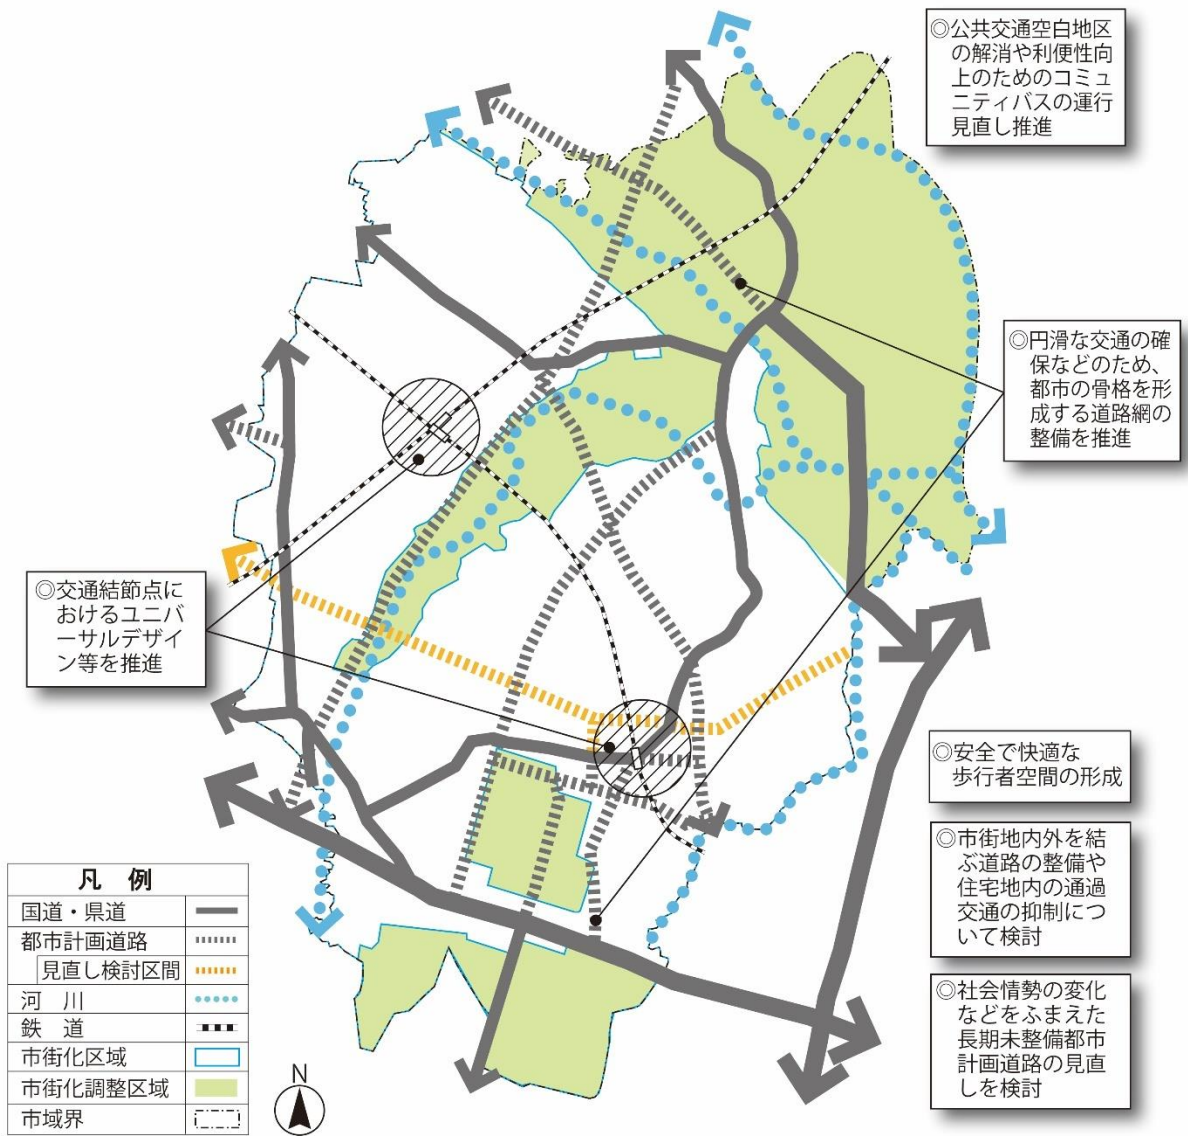 ◎公共交通空白地区
の解消や利便性向
上のためのコミュ
ニティバスの運行
見直し推進
◎円滑な交通の確
保などのため、
都市の骨格を形
成する道路網の
整備を推進
◎交通結節点に
おけるユニバ
ーサルデザイ
ン等を推進
◎安全で快適な
歩行者空間の形成
◎市街地内外を結
ぶ道路の整備や
住宅地内の通過
交通の抑制につ
いて検討
◎社会情勢の変化
などをふまえた
長期未整備都市
計画道路の見直
しを検討
凡 例
国道・県道
都市計画道路
見直し検討区間
河 川
鉄 道
市街化区域
市街化調整区域
市域界
N